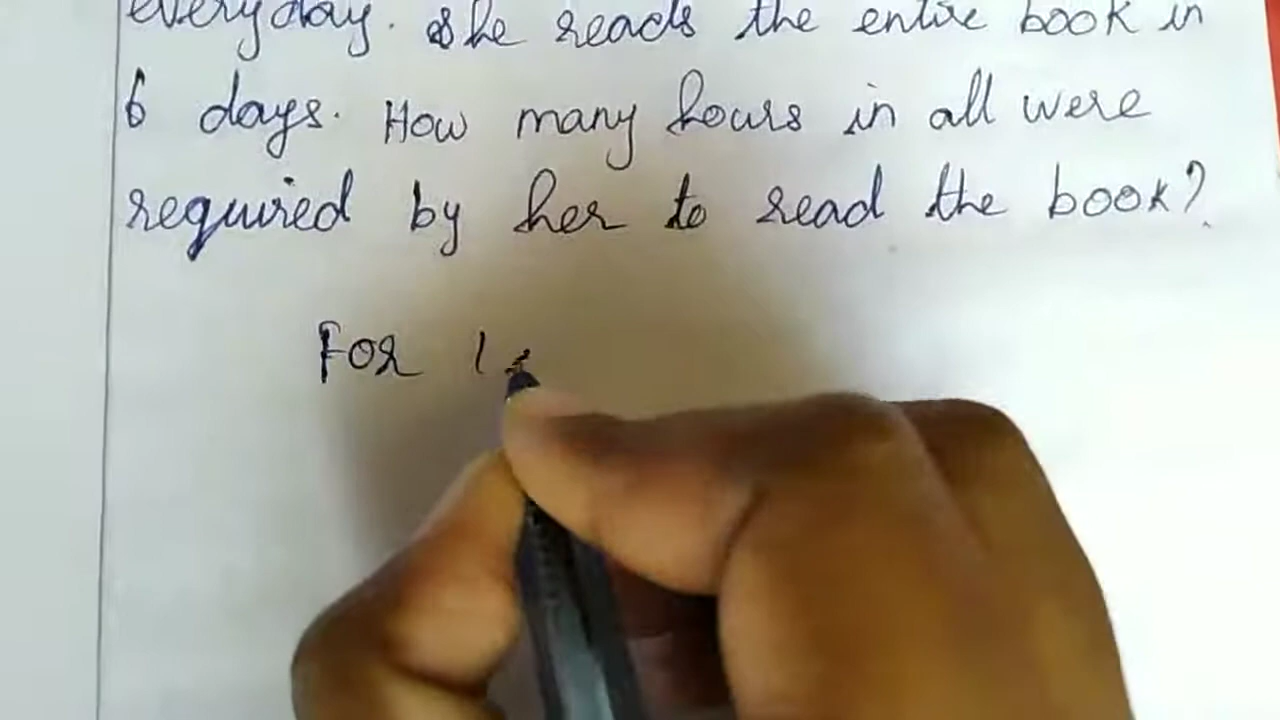 everyday. She reads the entire book in
6 days. How many hours in all were
required by her to read the book?
For 1